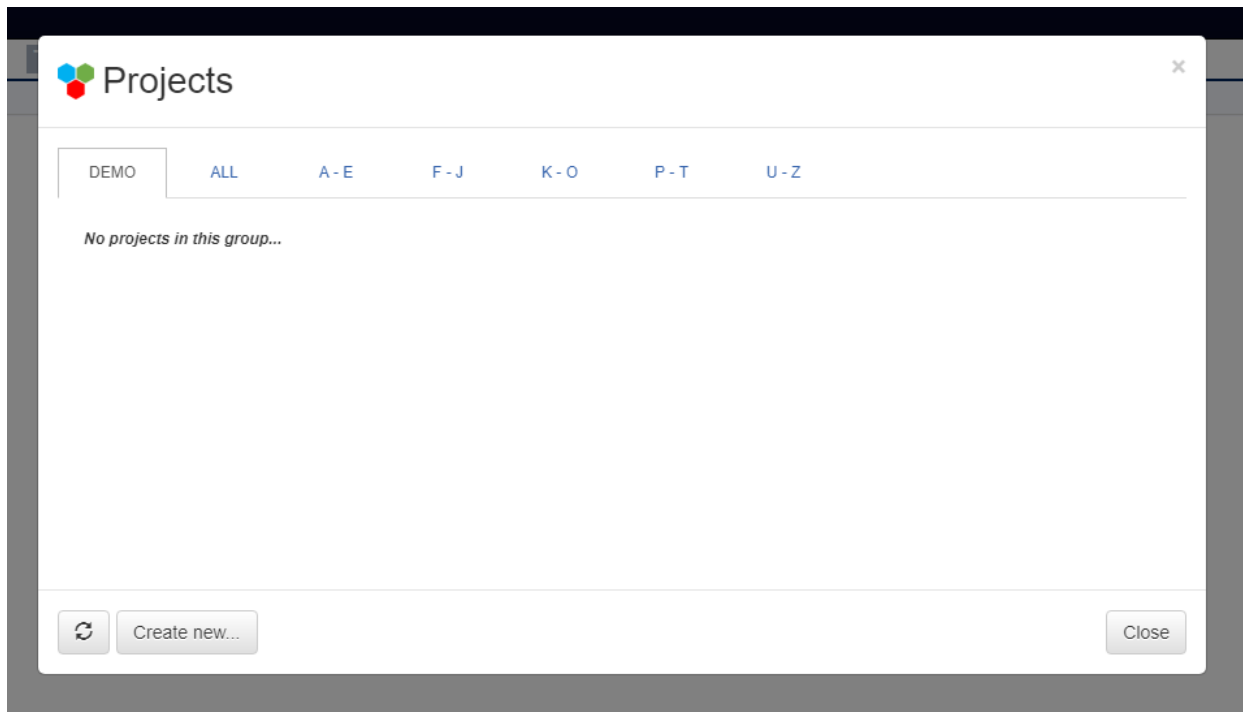 Projects
×
DEMO ALL A - E F - J K - O P - T U - Z
No projects in this group...
Create new... Close